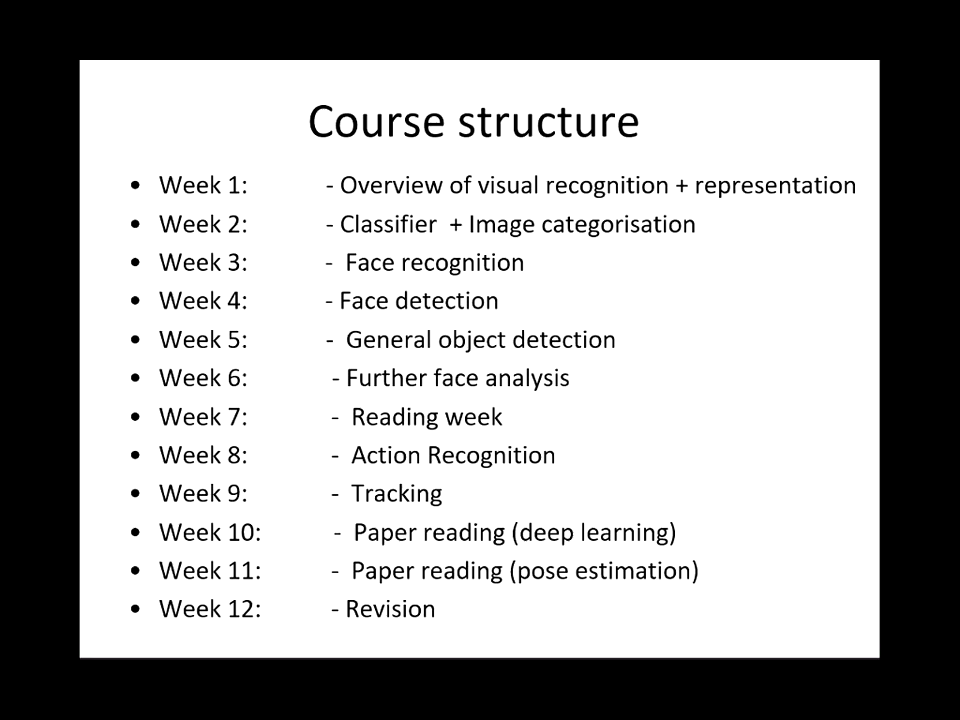 Course structure
• Week 1: - Overview of visual recognition + representation
• Week 2: - Classifier + Image categorisation
• Week 3: - Face recognition
• Week 4: - Face detection
• Week 5: - General object detection
• Week 6: - Further face analysis
• Week 7: - Reading week
• Week 8: - Action Recognition
• Week 9: - Tracking
• Week 10: - Paper reading (deep learning)
• Week 11: - Paper reading (pose estimation)
• Week 12: - Revision